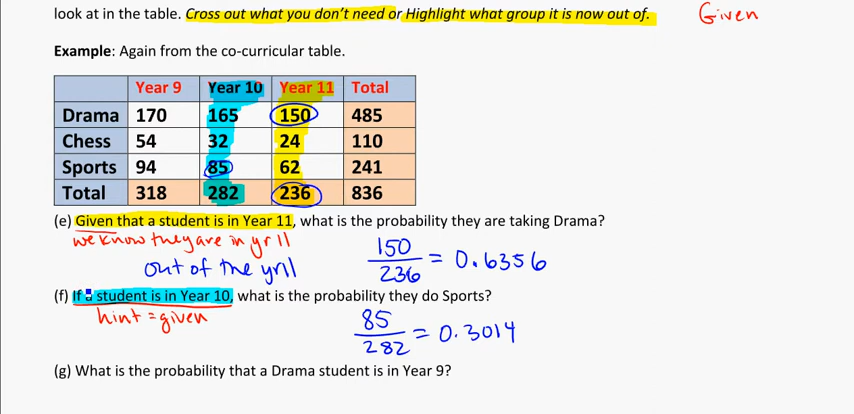 look at in the table. Cross out what you don't need or Highlight what group it is now out of.
Given
Example: Again from the co-curricular table.
Year 9 Year 10 Year 11 Total
Drama 170 165 150 485
Chess 54 32 24 110
Sports 94 85 62 241
Total 318 282 236 836
(e) Given that a student is in Year 11, what is the probability they are taking Drama?
we know they are in yr 11
out of the yr11
150/236 = 0.6356
(f) If a student is in Year 10, what is the probability they do Sports?
hint = given
85/282 = 0.3014
(g) What is the probability that a Drama student is in Year 9?